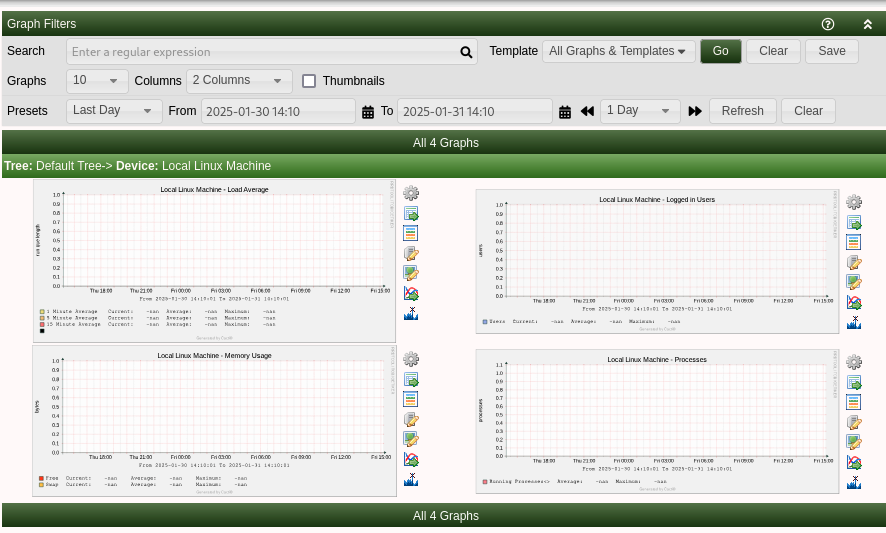 Graph Filters
Search Enter a regular expression Template All Graphs & Templates Go Clear Save
Graphs 10 Columns 2 Columns Thumbnails
Presets Last Day From 2025-01-30 14:10 To 2025-01-31 14:10 1 Day Refresh Clear
All 4 Graphs
Tree: Default Tree-> Device: Local Linux Machine
Local Linux Machine - Load Average
1.0
0.9
0.8
0.7
0.6
0.5
0.4
0.3
0.2
0.1
0.0
Thu 18:00 Thu 21:00 Fri 00:00 Fri 03:00 Fri 06:00 Fri 09:00 Fri 12:00 Fri 15:00
From 2025-01-30 14:10:01 To 2025-01-31 14:10:01
1 Minute Average Current: -nan Average: -nan Maximum: -nan
5 Minute Average Current: -nan Average: -nan Maximum: -nan
15 Minute Average Current: -nan Average: -nan Maximum: -nan
Generated by Cacti®
Local Linux Machine - Logged in Users
users
1.0
0.9
0.8
0.7
0.6
0.5
0.4
0.3
0.2
0.1
0.0
Thu 18:00 Thu 21:00 Fri 00:00 Fri 03:00 Fri 06:00 Fri 09:00 Fri 12:00 Fri 15:00
From 2025-01-30 14:10:01 To 2025-01-31 14:10:01
Users Current: -nan Average: -nan Maximum: -nan
Generated by Cacti®
Local Linux Machine - Memory Usage
bytes
1.0
0.9
0.8
0.7
0.6
0.5
0.4
0.3
0.2
0.1
0.0
Thu 18:00 Thu 21:00 Fri 00:00 Fri 03:00 Fri 06:00 Fri 09:00 Fri 12:00 Fri 15:00
From 2025-01-30 14:10:01 To 2025-01-31 14:10:01
Free Current: -nan Average: -nan Maximum: -nan
Swap Current: -nan Average: -nan Maximum: -nan
Generated by Cacti®
Local Linux Machine - Processes
processes
1.1
1.0
0.9
0.8
0.7
0.6
0.5
0.4
0.3
0.2
0.1
0.0
Thu 18:00 Thu 21:00 Fri 00:00 Fri 03:00 Fri 06:00 Fri 09:00 Fri 12:00 Fri 15:00
From 2025-01-30 14:10:01 To 2025-01-31 14:10:01
Running Processes<> Average: -nan Maximum: -nan
Generated by Cacti®
All 4 Graphs